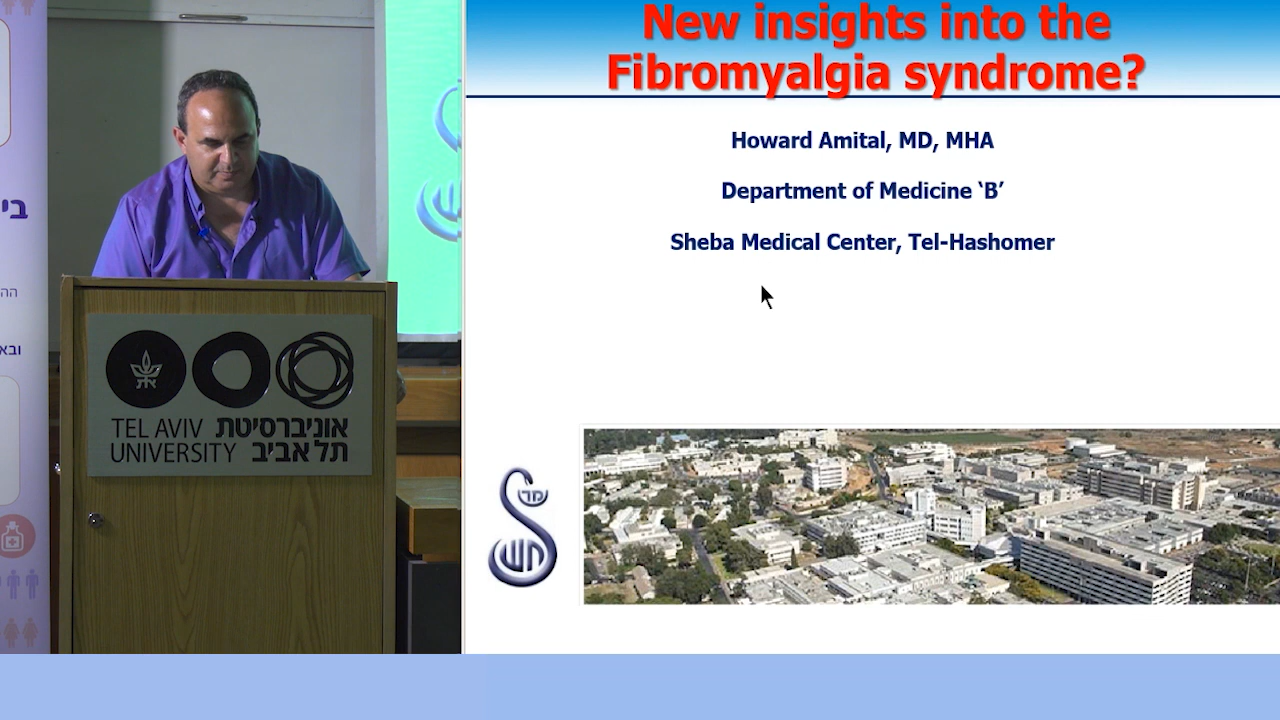 New insights into the
Fibromyalgia syndrome?
Howard Amital, MD, MHA
Department of Medicine ‘B’
Sheba Medical Center, Tel-Hashomer
TEL AVIV אוניברסיטת
UNIVERSITY תל אביב